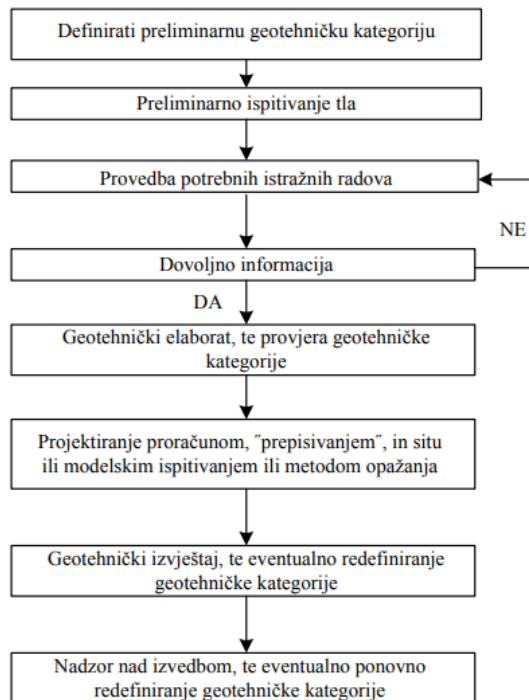 Definirati preliminarnu geotehničku kategoriju
Preliminarno ispitivanje tla
Provedba potrebnih istražnih radova
NE
Dovoljno informacija
DA
Geotehnički elaborat, te provjera geotehničke
kategorije
Projektiranje proračunom, ˝prepisivanjem˝, in situ
ili modelskim ispitivanjem ili metodom opažanja
Geotehnički izvještaj, te eventualno redefiniranje
geotehničke kategorije
Nadzor nad izvedbom, te eventualno ponovno
redefiniranje geotehničke kategorije